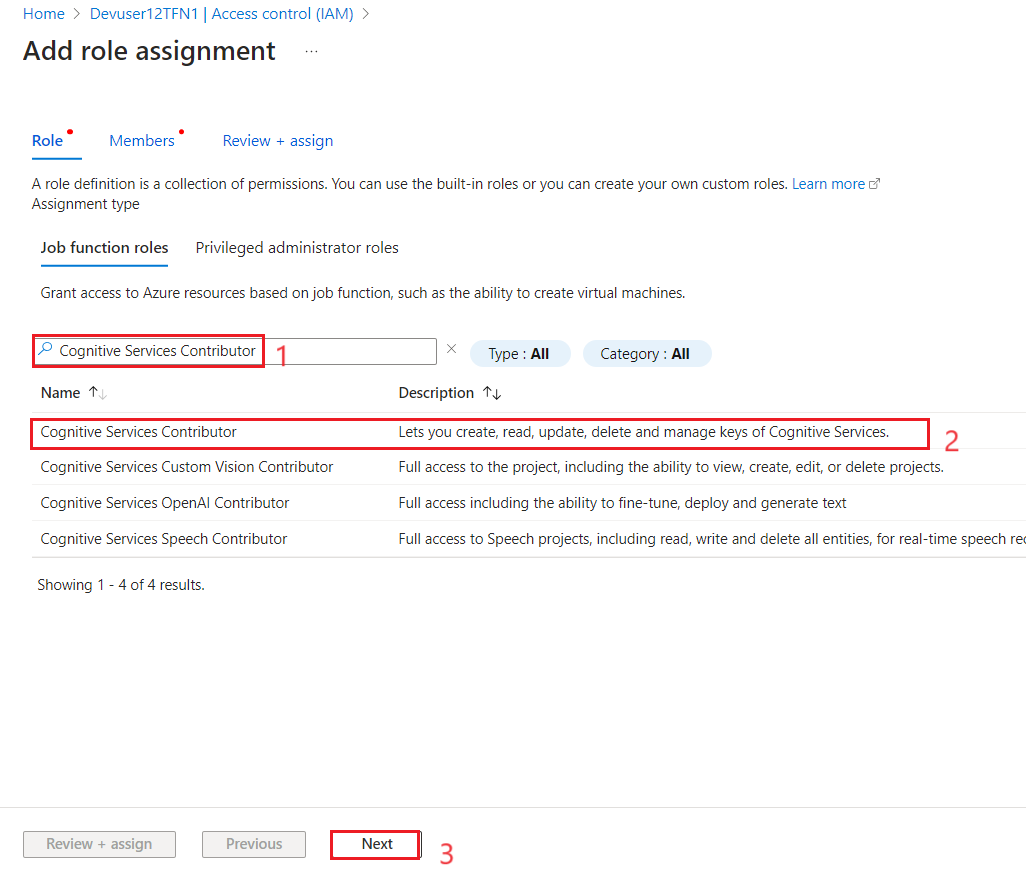 Home > Devuser12TFN1 | Access control (IAM) >
Add role assignment ...
Role Members Review + assign
A role definition is a collection of permissions. You can use the built-in roles or you can create your own custom roles. Learn more
Assignment type
Job function roles Privileged administrator roles
Grant access to Azure resources based on job function, such as the ability to create virtual machines.
Cognitive Services Contributor 1 Type : All Category : All
Name ↑↓ Description ↑↓
Cognitive Services Contributor Lets you create, read, update, delete and manage keys of Cognitive Services. 2
Cognitive Services Custom Vision Contributor Full access to the project, including the ability to view, create, edit, or delete projects.
Cognitive Services OpenAI Contributor Full access including the ability to fine-tune, deploy and generate text
Cognitive Services Speech Contributor Full access to Speech projects, including read, write and delete all entities, for real-time speech rec
Showing 1 - 4 of 4 results.
Review + assign Previous Next 3